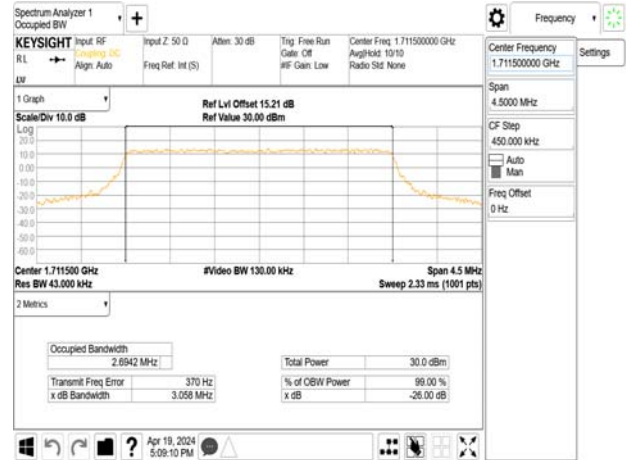 Spectrum Analyzer 1
Occupied BW
+
Frequency
KEYSIGHT
RL
Input: RF
Coupling: DC
Align: Auto
Input Z: 50 Ω
Freq Ref: Int (S)
Atten: 30 dB
Trig: Free Run
Gate: Off
#IF Gain: Low
Center Freq: 1.711500000 GHz
Avg|Hold: 10/10
Radio Std: None
Center Frequency
1.711500000 GHz
Settings
Span
4.5000 MHz
CF Step
450.000 kHz
Auto
Man
Freq Offset
0 Hz
1 Graph
Scale/Div 10.0 dB
Ref Lvl Offset 15.21 dB
Ref Value 30.00 dBm
Log
20.0
10.0
0.00
-10.0
-20.0
-30.0
-40.0
-50.0
-60.0
Center 1.711500 GHz
Res BW 43.000 kHz
#Video BW 130.00 kHz
Span 4.5 MHz
Sweep 2.33 ms (1001 pts)
2 Metrics
Occupied Bandwidth
2.6942 MHz
Total Power 30.0 dBm
Transmit Freq Error 370 Hz
% of OBW Power 99.00 %
x dB Bandwidth 3.058 MHz
x dB -26.00 dB
?
Apr 19, 2024
5:09:10 PM